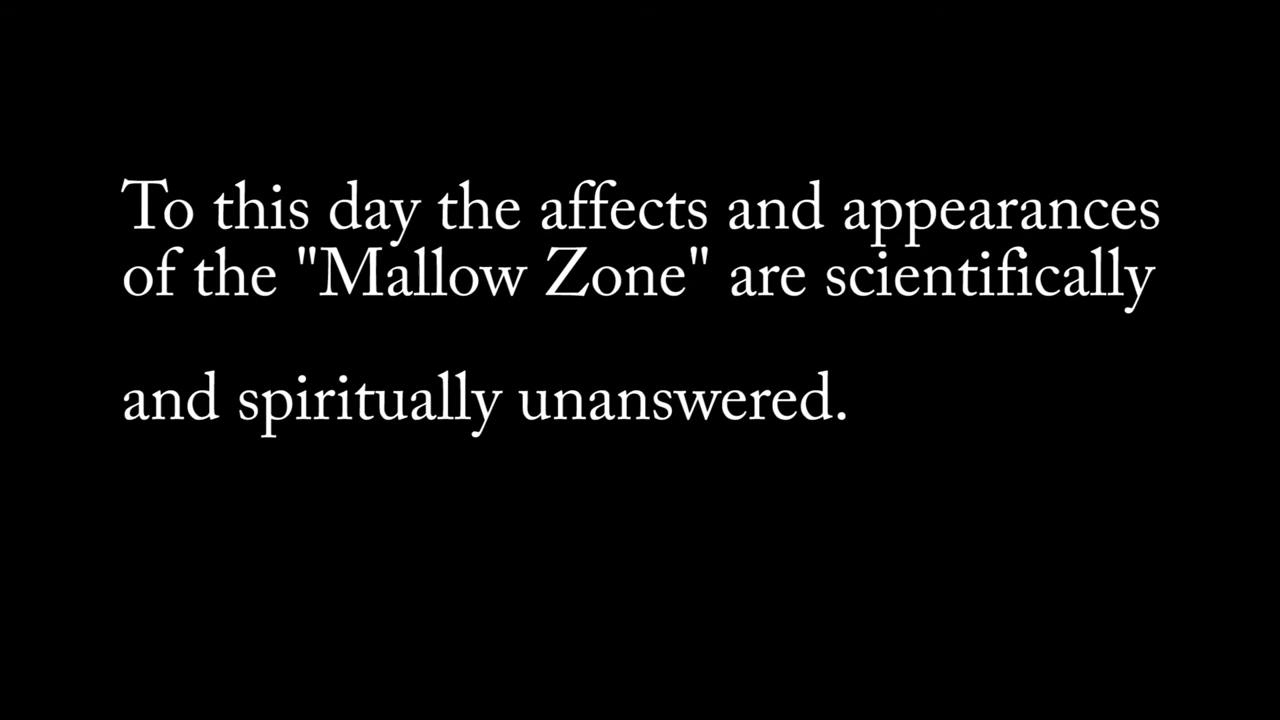 To this day the affects and appearances
of the "Mallow Zone" are scientifically
and spiritually unanswered.